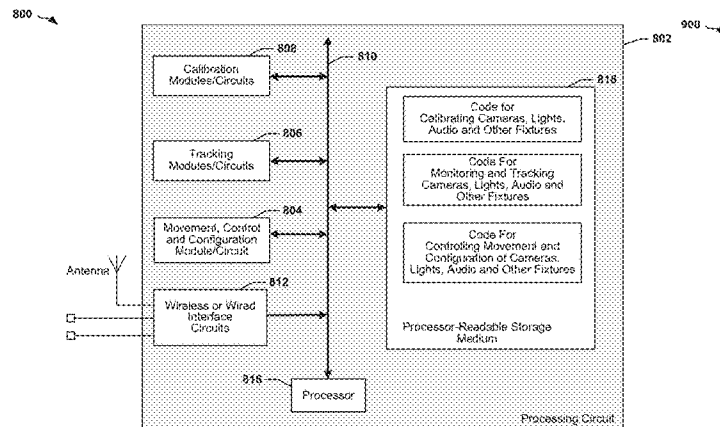 800
900
802
808
810
Calibration
Modules/Circuits
818
Code for
Calibrating Cameras, Lights,
Audio and Other Fixtures
806
Tracking
Modules/Circuits
Code For
Monitoring and Tracking
Cameras, Lights, Audio and
Other Fixtures
804
Movement, Control
and Configuration
Module/Circuit
Code For
Controlling Movement and
Configuration of Cameras,
Lights, Audio and Other Fixtures
Antenna
812
Wireless or Wired
Interface
Circuits
Processor-Readable Storage
Medium
816
Processor
Processing Circuit